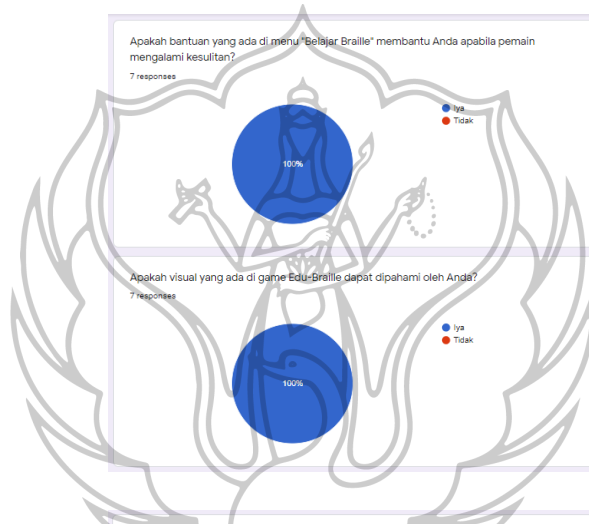 Apakah bantuan yang ada di menu "Belajar Braille" membantu Anda apabila pemain
mengalami kesulitan?
7 responses
Iya
Tidak
100%
Apakah visual yang ada di game Edu-Braille dapat dipahami oleh Anda?
7 responses
Iya
Tidak
100%